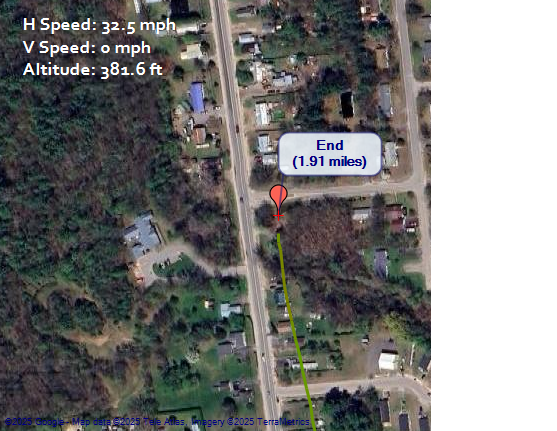 H Speed: 32.5 mph
V Speed: 0 mph
Altitude: 381.6 ft
End
(1.91 miles)
©2025 Google - Map data ©2025 Tele Atlas, Imagery ©2025 TerraMetrics